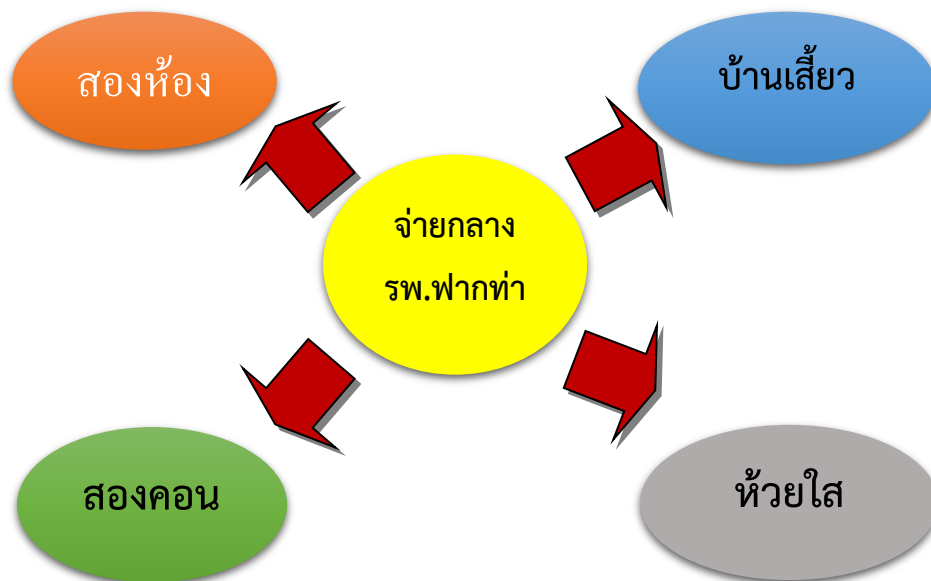 สองห้อง
บ้านเสี้ยว
จ่ายกลาง
รพ.ฟากท่า
สองคอน
ห้วยใส